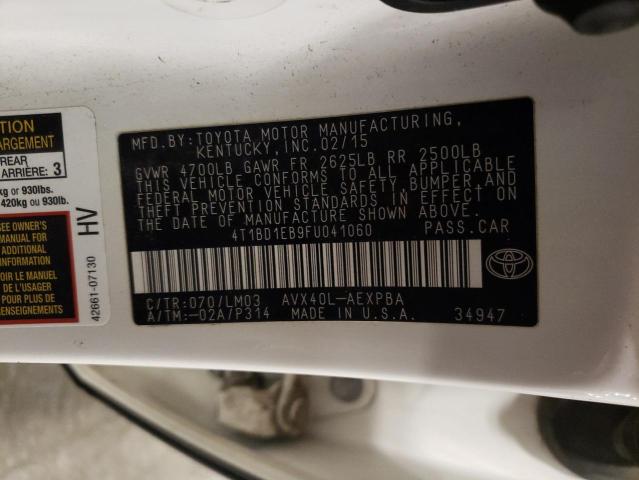 TION
CHARGEMENT
REAR
ARRIÈRE: 3
kg or 930lbs.
420kg ou 930lb.
SEE OWNER'S
MANUAL FOR
ADDITIONAL
INFORMATION
VOIR LE MANUEL
DE
POUR PLUS DE
RENSEIGNEMENTS
HV
42661-07130
MFD.BY:TOYOTA MOTOR MANUFACTURING,
KENTUCKY,INC.02/15
GVWR 4700LB GAWR FR 2625LB RR 2500LB
THIS VEHICLE CONFORMS TO ALL APPLICABLE
FEDERAL MOTOR VEHICLE SAFETY,BUMPER,AND
THEFT PREVENTION STANDARDS IN EFFECT ON
THE DATE OF MANUFACTURE SHOWN ABOVE.
4T1BD1EB9FU041060 PASS.CAR
C/TR:070/LM03 AVX40L-AEXPBA
A/TM:-02A/P314 MADE IN U.S.A. 34947